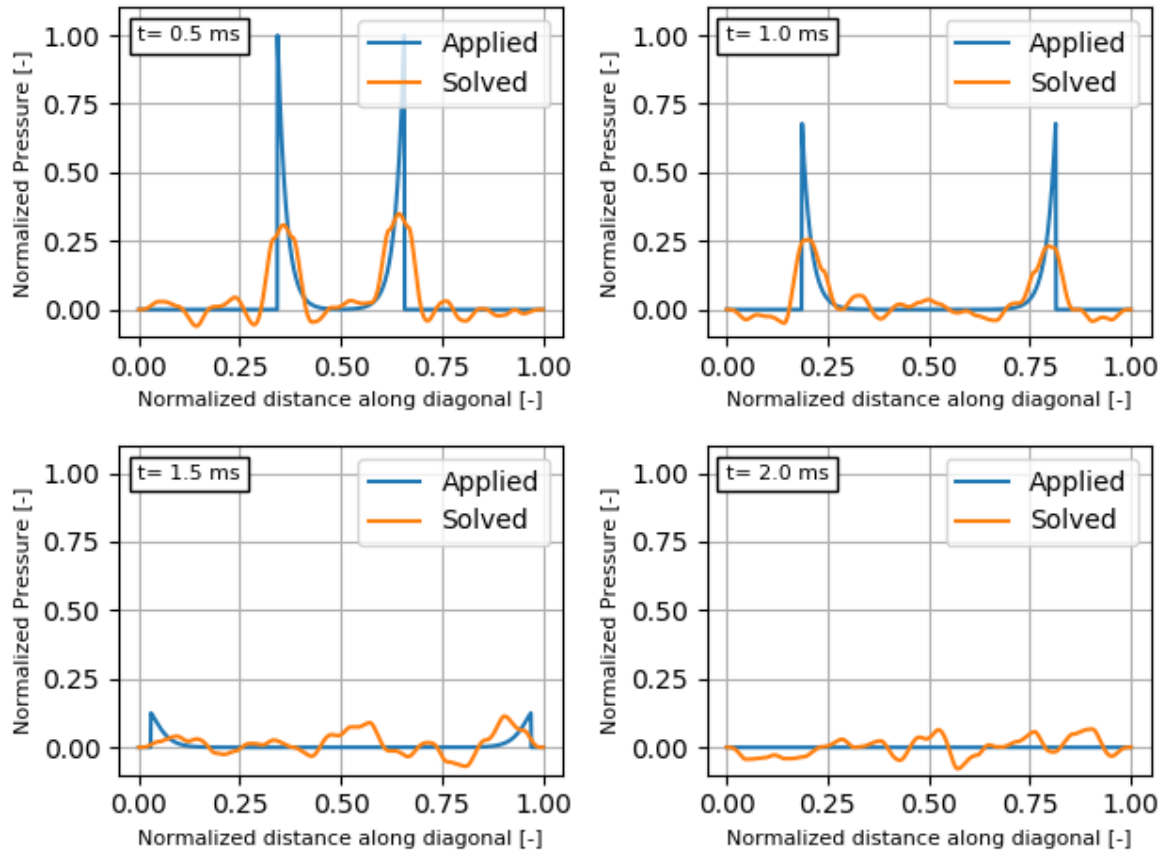 t= 0.5 ms
Applied
Solved
1.00
0.75
0.50
0.25
0.00
Normalized Pressure [-]
0.00 0.25 0.50 0.75 1.00
Normalized distance along diagonal [-]
t= 1.0 ms
Applied
Solved
1.00
0.75
0.50
0.25
0.00
Normalized Pressure [-]
0.00 0.25 0.50 0.75 1.00
Normalized distance along diagonal [-]
t= 1.5 ms
Applied
Solved
1.00
0.75
0.50
0.25
0.00
Normalized Pressure [-]
0.00 0.25 0.50 0.75 1.00
Normalized distance along diagonal [-]
t= 2.0 ms
Applied
Solved
1.00
0.75
0.50
0.25
0.00
Normalized Pressure [-]
0.00 0.25 0.50 0.75 1.00
Normalized distance along diagonal [-]